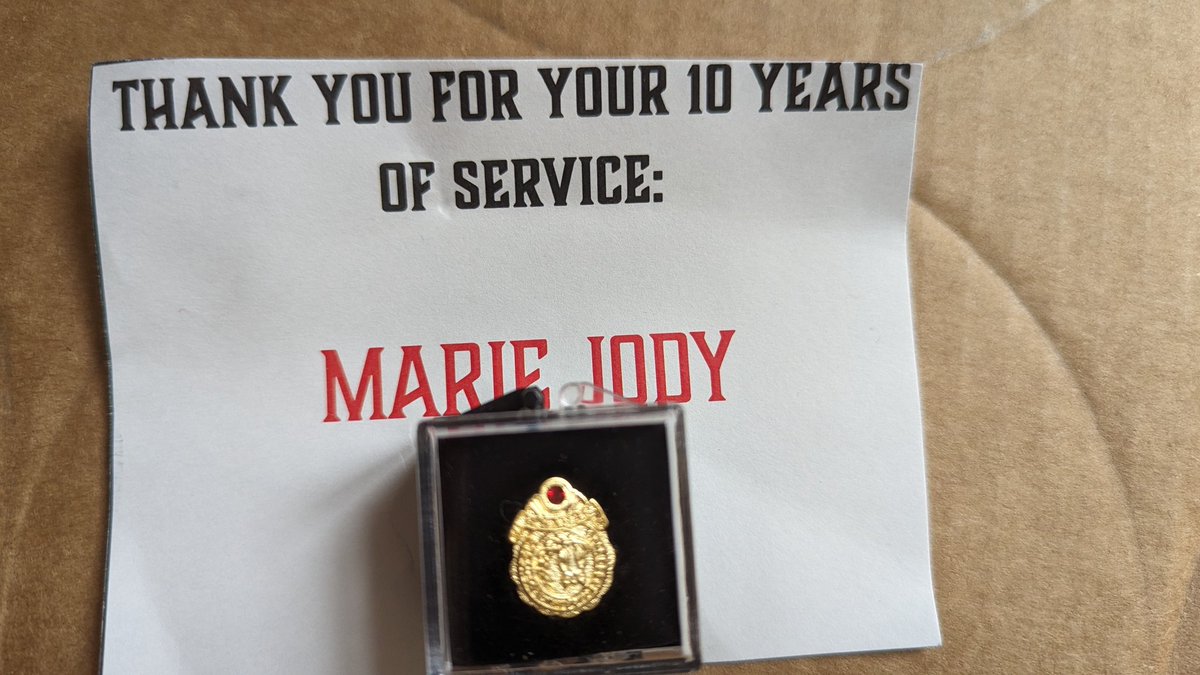 THANK YOU FOR YOUR 10 YEARS
OF SERVICE:
MARIE JODY